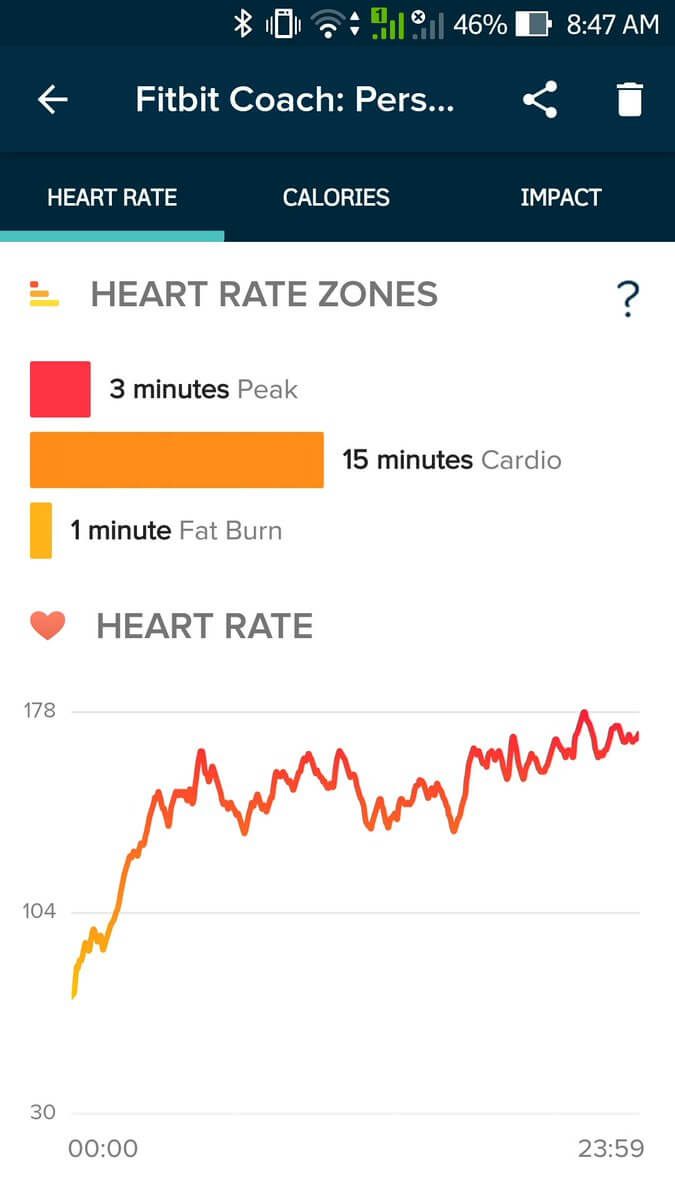 1 46% 8:47 AM
Fitbit Coach: Pers...
HEART RATE CALORIES IMPACT
HEART RATE ZONES ?
3 minutes Peak
15 minutes Cardio
1 minute Fat Burn
HEART RATE
178
104
30
00:00 23:59